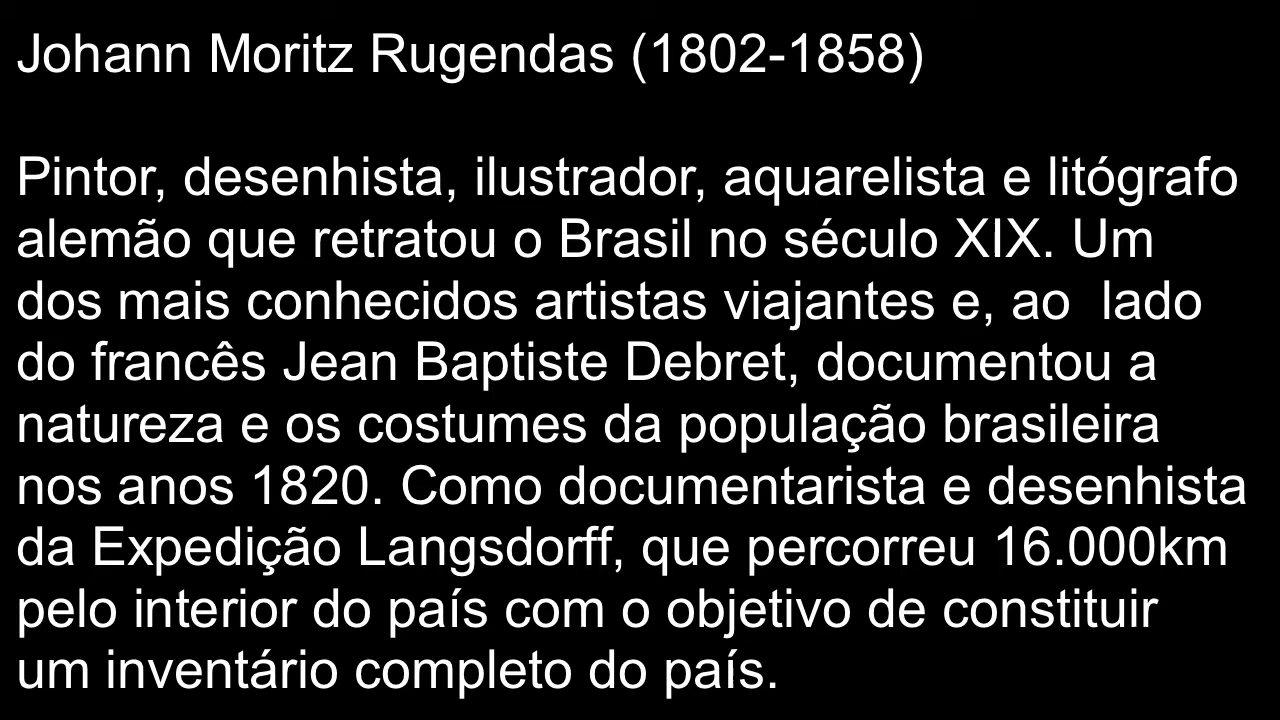 Johann Moritz Rugendas (1802-1858)
Pintor, desenhista, ilustrador, aquarelista e litógrafo
alemão que retratou o Brasil no século XIX. Um
dos mais conhecidos artistas viajantes e, ao  lado
do francês Jean Baptiste Debret, documentou a
natureza e os costumes da população brasileira
nos anos 1820. Como documentarista e desenhista
da Expedição Langsdorff, que percorreu 16.000km
pelo interior do país com o objetivo de constituir
um inventário completo do país.